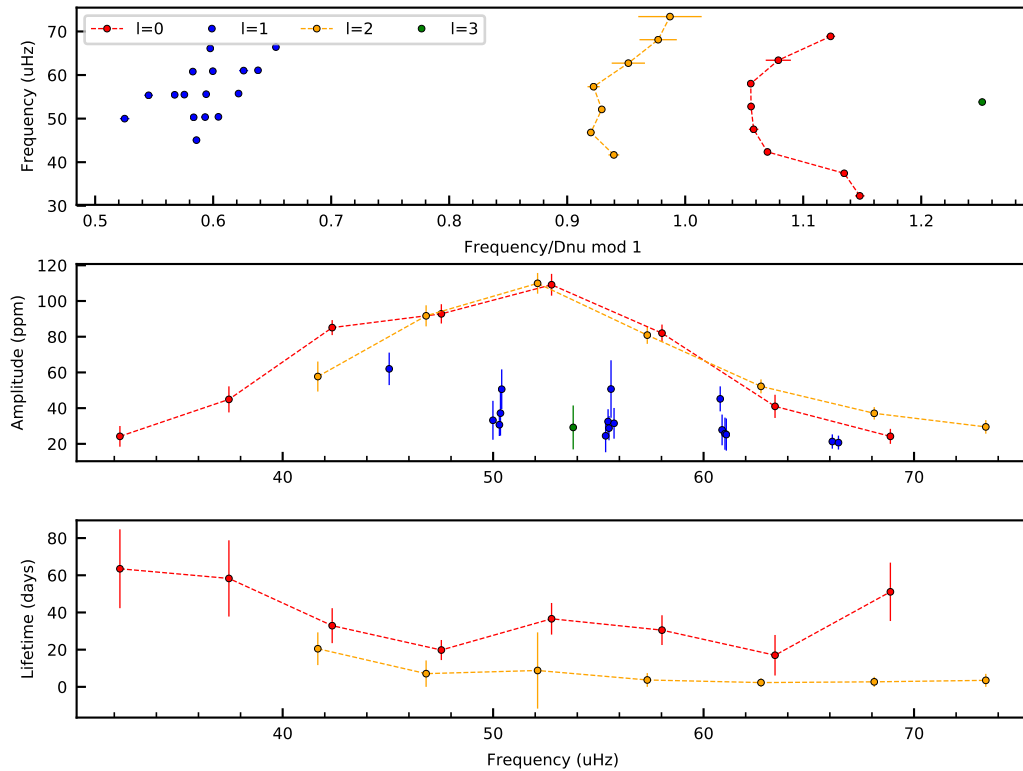 l=0 l=1 l=2 l=3
Frequency (uHz)
70
60
50
40
30
0.5 0.6 0.7 0.8 0.9 1.0 1.1 1.2
Frequency/Dnu mod 1
Amplitude (ppm)
120
100
80
60
40
20
40 50 60 70
Lifetime (days)
80
60
40
20
0
40 50 60 70
Frequency (uHz)